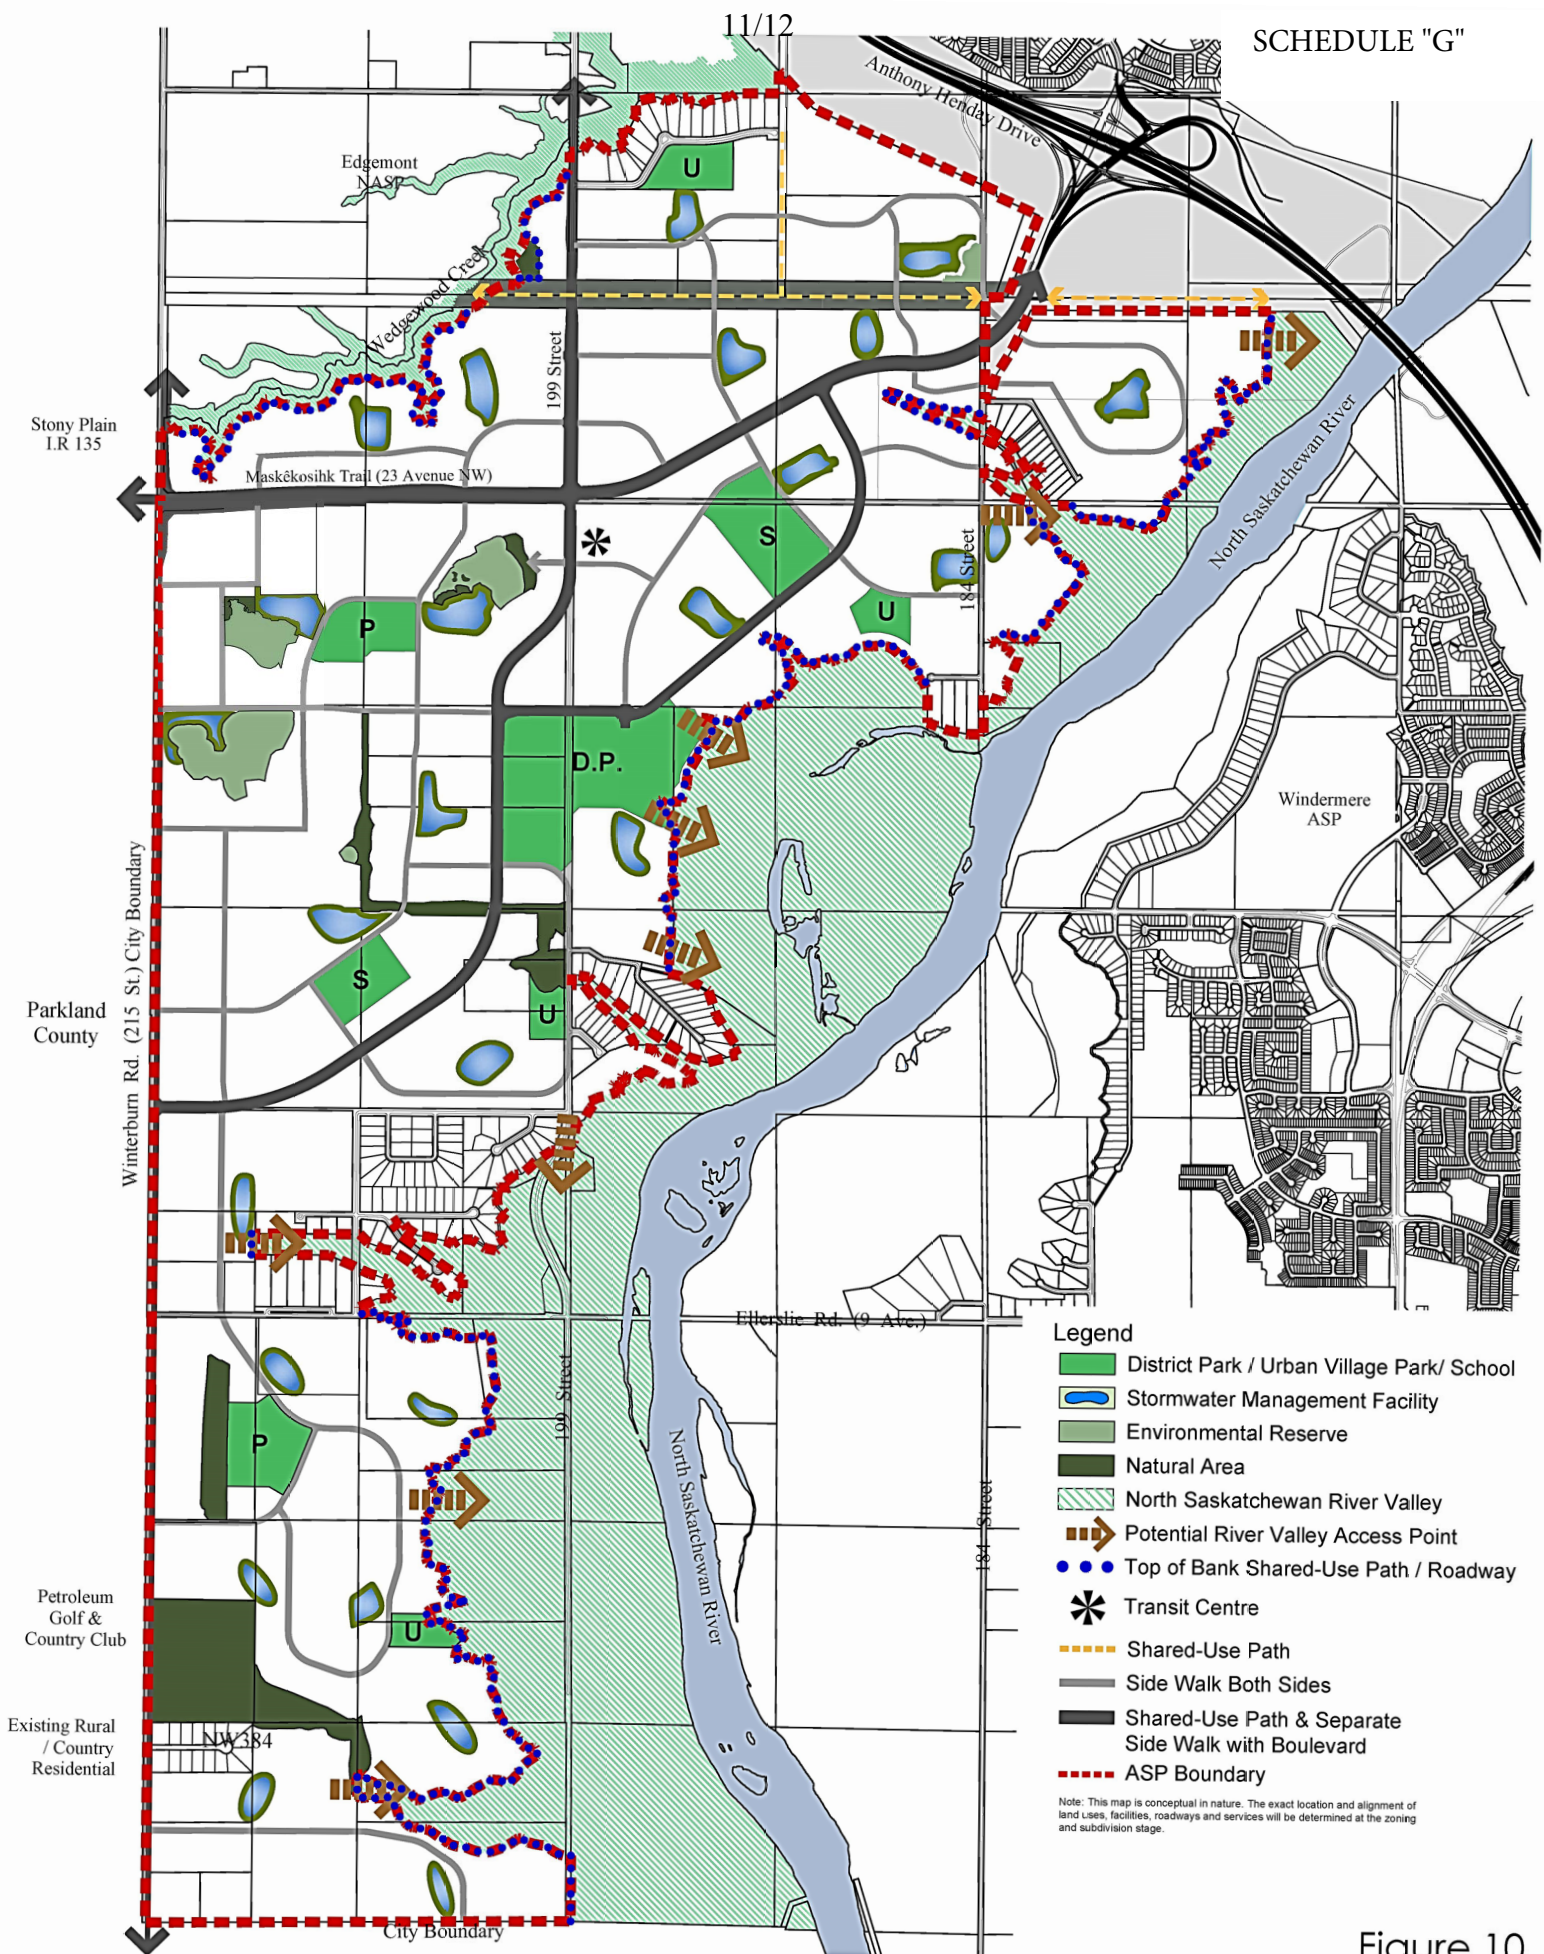 11/12
SCHEDULE "G"
Anthony Henday Drive
Edgemont
NASP
U
Wedgewood Creek
199 Street
Stony Plain
I.R 135
Maskêkosihk Trail (23 Avenue NW)
North Saskatchewan River
S
184 Street
U
P
D.P.
Windermere
ASP
Winterburn Rd. (215 St.) City Boundary
S
Parkland
County
U
Ellerslie Rd. (9 Ave.)
199 Street
P
North Saskatchewan River
184 Street
Petroleum
Golf &
Country Club
U
Existing Rural
/ Country
Residential
NW384
City Boundary
Legend
District Park / Urban Village Park/ School
Stormwater Management Facility
Environmental Reserve
Natural Area
North Saskatchewan River Valley
Potential River Valley Access Point
Top of Bank Shared-Use Path / Roadway
Transit Centre
Shared-Use Path
Side Walk Both Sides
Shared-Use Path & Separate
Side Walk with Boulevard
ASP Boundary
Note: This map is conceptual in nature. The exact location and alignment of
land uses, facilities, roadways and services will be determined at the zoning
and subdivision stage.
Figure 10